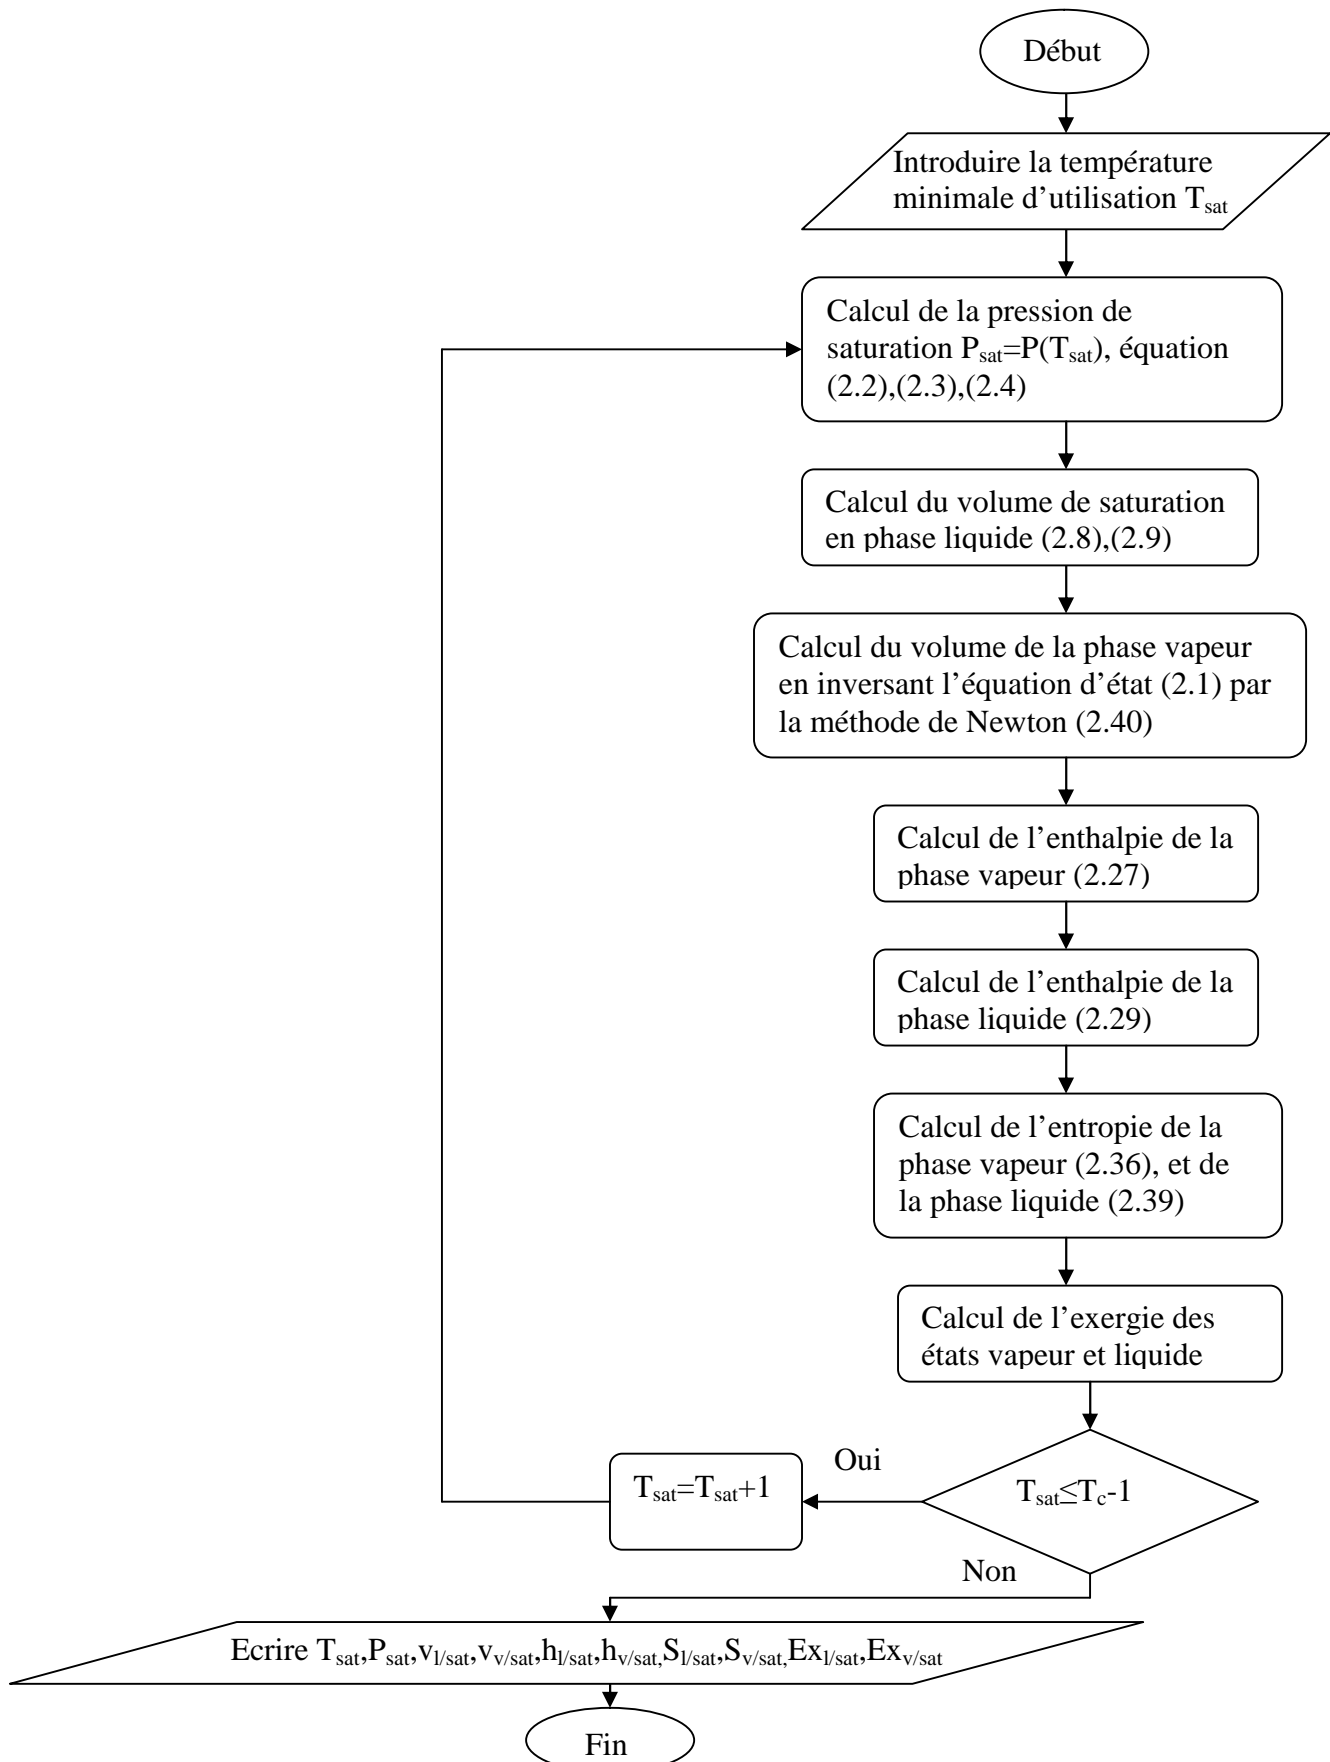 Début
Introduire la température
minimale d’utilisation Tsat
Calcul de la pression de
saturation Psat=P(Tsat), équation
(2.2),(2.3),(2.4)
Calcul du volume de saturation
en phase liquide (2.8),(2.9)
Calcul du volume de la phase vapeur
en inversant l’équation d’état (2.1) par
la méthode de Newton (2.40)
Calcul de l’enthalpie de la
phase vapeur (2.27)
Calcul de l’enthalpie de la
phase liquide (2.29)
Calcul de l’entropie de la
phase vapeur (2.36), et de
la phase liquide (2.39)
Calcul de l’exergie des
états vapeur et liquide
Oui
Tsat=Tsat+1
Tsat≤Tc-1
Non
Ecrire Tsat,Psat,vl/sat,vv/sat,hl/sat,hv/sat,Sl/sat,Sv/sat,Exl/sat,Exv/sat
Fin